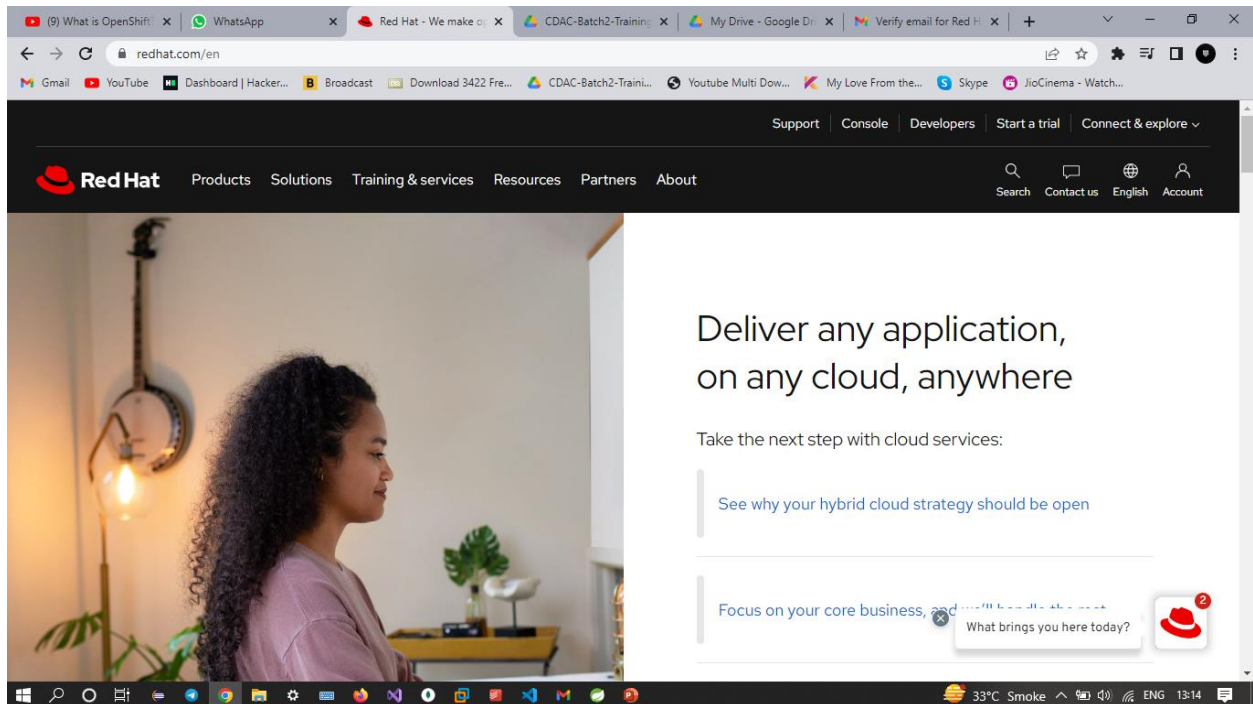 (9) What is OpenShift?
WhatsApp
Red Hat - We make op
CDAC-Batch2-Training
My Drive - Google Dri
Verify email for Red H
redhat.com/en
Gmail
YouTube
Dashboard | Hacker...
Broadcast
Download 3422 Fre...
CDAC-Batch2-Traini...
Youtube Multi Dow...
My Love From the...
Skype
JioCinema - Watch...
Support
Console
Developers
Start a trial
Connect & explore
Red Hat
Products
Solutions
Training & services
Resources
Partners
About
Search
Contact us
English
Account
Deliver any application,
on any cloud, anywhere
Take the next step with cloud services:
See why your hybrid cloud strategy should be open
Focus on your core business,
What brings you here today?
2
33°C Smoke
ENG
13:14